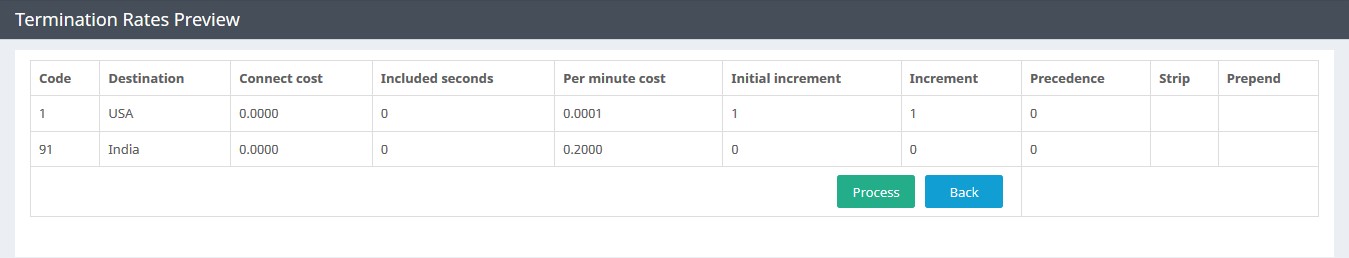 Termination Rates Preview
Code Destination Connect cost Included seconds Per minute cost Initial increment Increment Precedence Strip Prepend
1 USA 0.0000 0 0.0001 1 1 0
91 India 0.0000 0 0.2000 0 0 0
Process Back